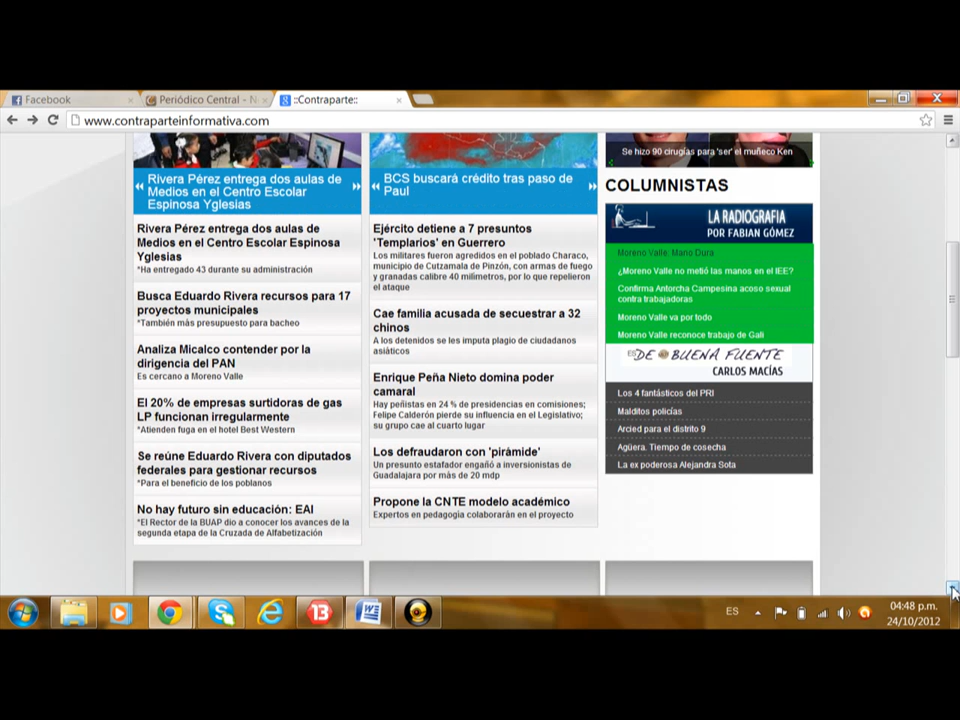 Facebook
Periódico Central - N
::Contraparte::
www.contraparteinformativa.com
Rivera Pérez entrega dos aulas de
Medios en el Centro Escolar
Espinosa Yglesias
Rivera Pérez entrega dos aulas de
Medios en el Centro Escolar Espinosa
Yglesias
*Ha entregado 43 durante su administración
Busca Eduardo Rivera recursos para 17
proyectos municipales
*También más presupuesto para bacheo
Analiza Micalco contender por la
dirigencia del PAN
Es cercano a Moreno Valle
El 20% de empresas surtidoras de gas
LP funcionan irregularmente
*Atienden fuga en el hotel Best Western
Se reúne Eduardo Rivera con diputados
federales para gestionar recursos
*Para el beneficio de los poblanos
No hay futuro sin educación: EAI
*El Rector de la BUAP dio a conocer los avances de la
segunda etapa de la Cruzada de Alfabetización
BCS buscará crédito tras paso de
Paul
Ejército detiene a 7 presuntos
'Templarios' en Guerrero
Los militares fueron agredidos en el poblado Characo,
municipio de Cutzamala de Pinzón, con armas de fuego
y granadas calibre 40 milímetros, por lo que repelieron
el ataque
Cae familia acusada de secuestrar a 32
chinos
A los detenidos se les imputa plagio de ciudadanos
asiáticos
Enrique Peña Nieto domina poder
camaral
Hay peñistas en 24 % de presidencias en comisiones;
Felipe Calderón pierde su influencia en el Legislativo;
su grupo cae al cuarto lugar
Los defraudaron con 'pirámide'
Un presunto estafador engañó a inversionistas de
Guadalajara por más de 20 mdp
Propone la CNTE modelo académico
Expertos en pedagogía colaborarán en el proyecto
Se hizo 90 cirugías para 'ser' el muñeco Ken
COLUMNISTAS
LA RADIOGRAFIA
POR FABIAN GÓMEZ
Moreno Valle: Mano Dura
¿Moreno Valle no metió las manos en el IEE?
Confirma Antorcha Campesina acoso sexual
contra trabajadoras
Moreno Valle va por todo
Moreno Valle reconoce trabajo de Gali
ES DE BUENA FUENTE
CARLOS MACÍAS
Los 4 fantásticos del PRI
Malditos policías
Arcied para el distrito 9
Agüera. Tiempo de cosecha
La ex poderosa Alejandra Sota
13
ES
04:48 p.m.
24/10/2012